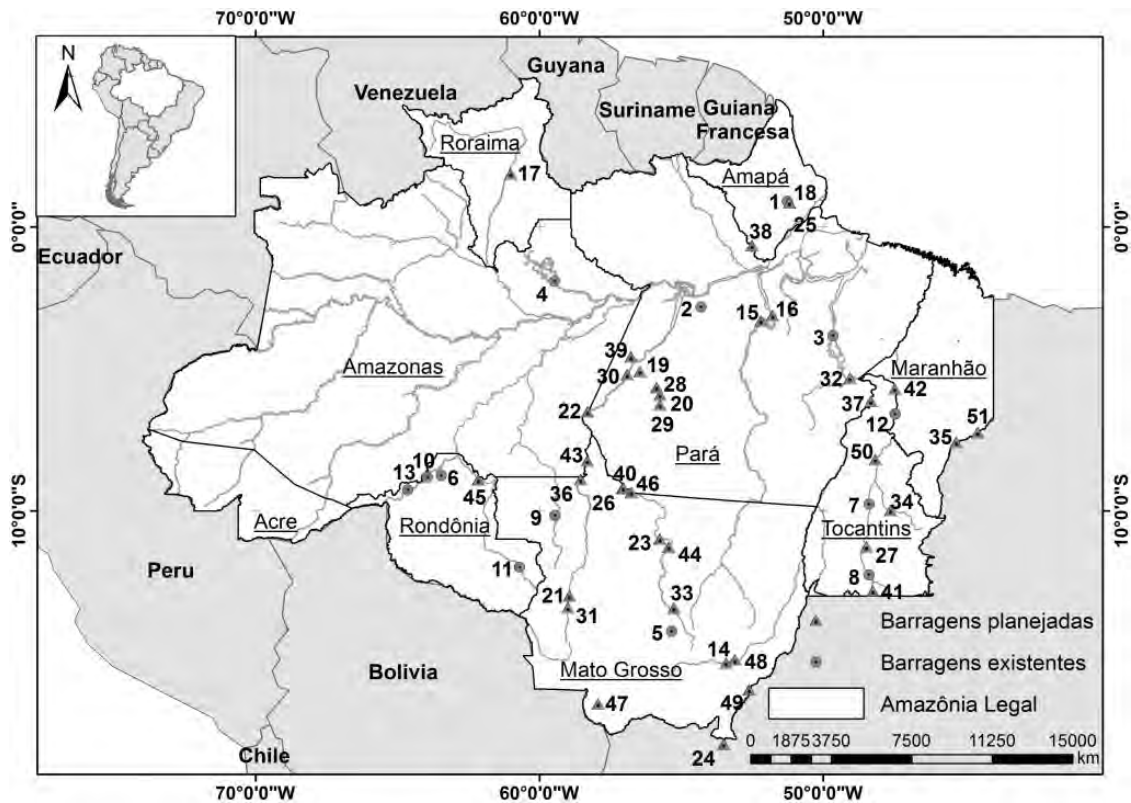 70°0'0"W 60°0'0"W 50°0'0"W
N
Guyana
Venezuela
Suriname
Guiana
Francesa
Roraima
17
Amapá
1 18
25
38
0°0'0"
0°0'0"
Ecuador
4
2
15 16
3
39 19
30 28
20
29
Amazonas
32
Maranhão
42
37
12
22
51
35
Pará
43
50
10 13 6
45
36
26
40 46
7 34
9
Acre
Rondônia
Tocantins
10°0'0"S
10°0'0"S
23 44
27
11
8
41
Peru
21
31
33
5
Barragens planejadas
14 48
Barragens existentes
Bolivia
Mato Grosso
49
47
Amazônia Legal
24
0 1875 3750 7500 11250 15000
km
Chile
70°0'0"W 60°0'0"W 50°0'0"W